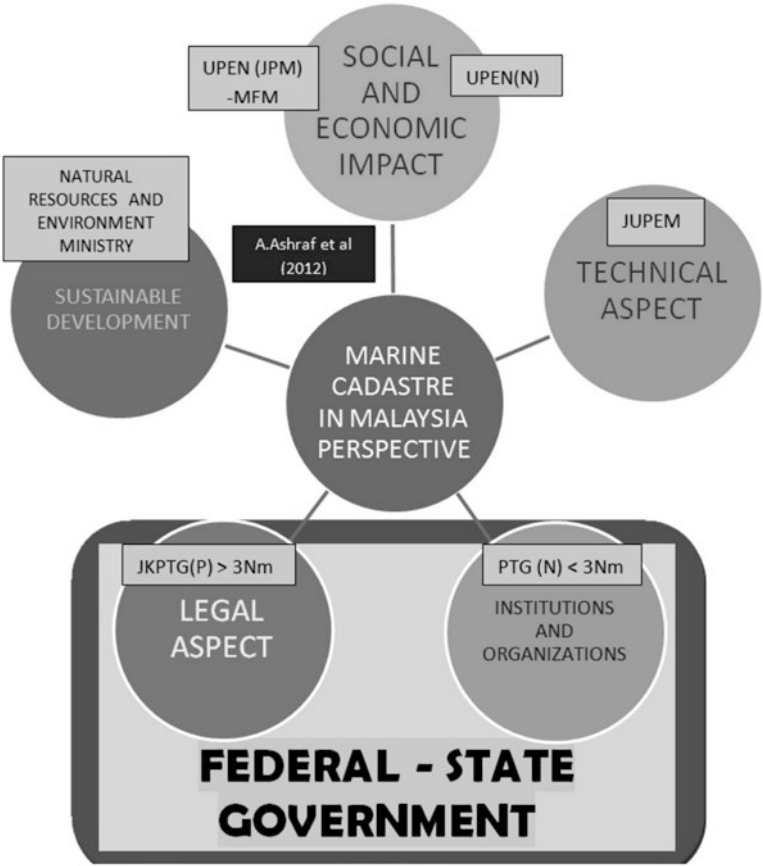 UPEN (JPM)
-MFM
SOCIAL
AND
ECONOMIC
IMPACT
UPEN(N)
NATURAL
RESOURCES AND
ENVIRONMENT
MINISTRY
SUSTAINABLE
DEVELOPMENT
A.Ashraf et al
(2012)
JUPEM
TECHNICAL
ASPECT
MARINE
CADASTRE
IN MALAYSIA
PERSPECTIVE
JKPTG(P) > 3Nm
LEGAL
ASPECT
PTG (N) < 3Nm
INSTITUTIONS
AND
ORGANIZATIONS
FEDERAL - STATE
GOVERNMENT